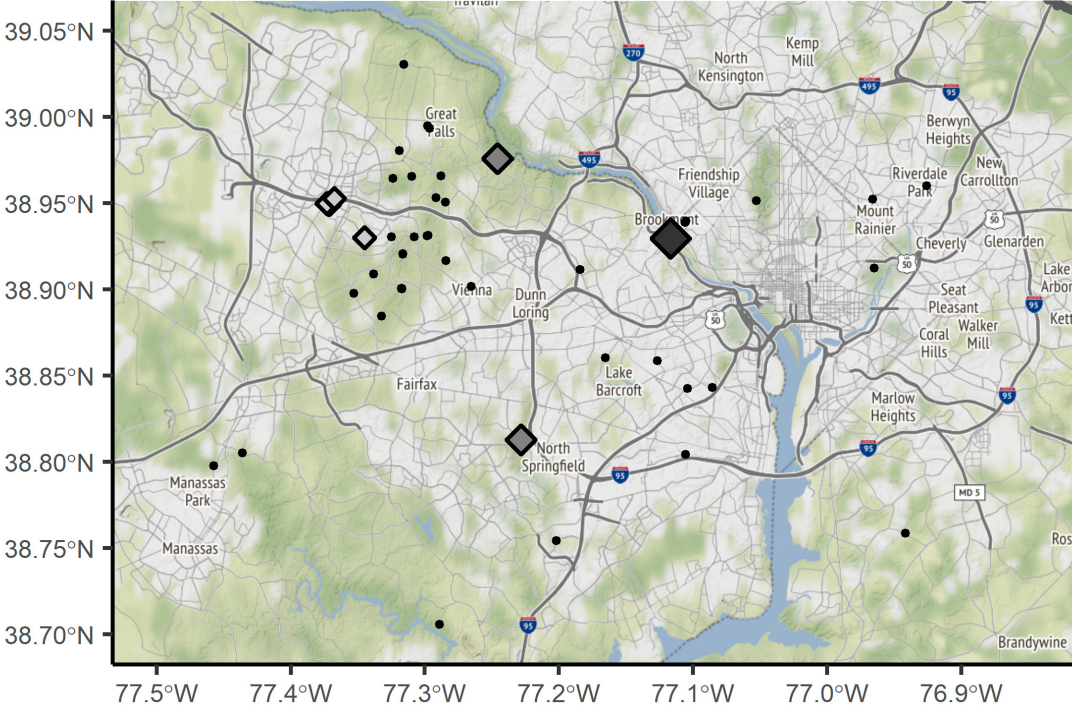 39.05°N
39.00°N
38.95°N
38.90°N
38.85°N
38.80°N
38.75°N
38.70°N
77.5°W
77.4°W
77.3°W
77.2°W
77.1°W
77.0°W
76.9°W
Travilah
270
North
Kensington
Kemp
Mill
495
95
Great
Falls
Berwyn
Heights
495
Friendship
Village
Riverdale
Park
New
Carrollton
Brookmont
Mount
Rainier
50
Cheverly
Glenarden
50
Vienna
Dunn
Loring
Seat
Pleasant
Lake
Arbor
95
Kett
50
Coral
Hills
Walker
Mill
Fairfax
Lake
Barcroft
Marlow
Heights
95
North
Springfield
95
95
Manassas
Park
MD 5
Manassas
Ros
95
Brandywine